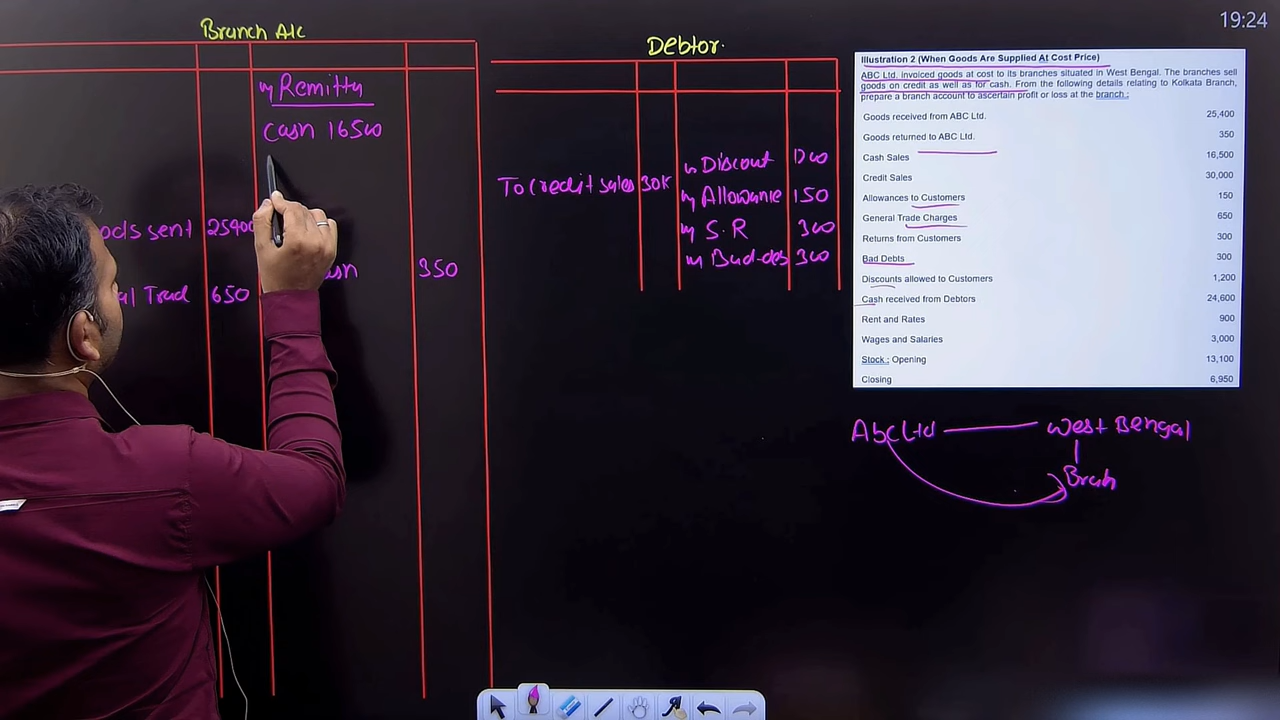 19:24
Branch A/c
By Remitty
Cash 16500
ods sent 25400
350
al Trad 650
Debtor.
By Discout 1200
To credit sales 30K
By Allowance 150
By S.R 300
By Bad-deb 300
Illustration 2 (When Goods Are Supplied At Cost Price)
ABC Ltd. invoiced goods at cost to its branches situated in West Bengal. The branches sell
goods on credit as well as for cash. From the following details relating to Kolkata Branch,
prepare a branch account to ascertain profit or loss at the branch :
Goods received from ABC Ltd. 25,400
Goods returned to ABC Ltd. 350
Cash Sales 16,500
Credit Sales 30,000
Allowances to Customers 150
General Trade Charges 650
Returns from Customers 300
Bad Debts 300
Discounts allowed to Customers 1,200
Cash received from Debtors 24,600
Rent and Rates 900
Wages and Salaries 3,000
Stock : Opening 13,100
Closing 6,950
Abc Ltd West Bengal